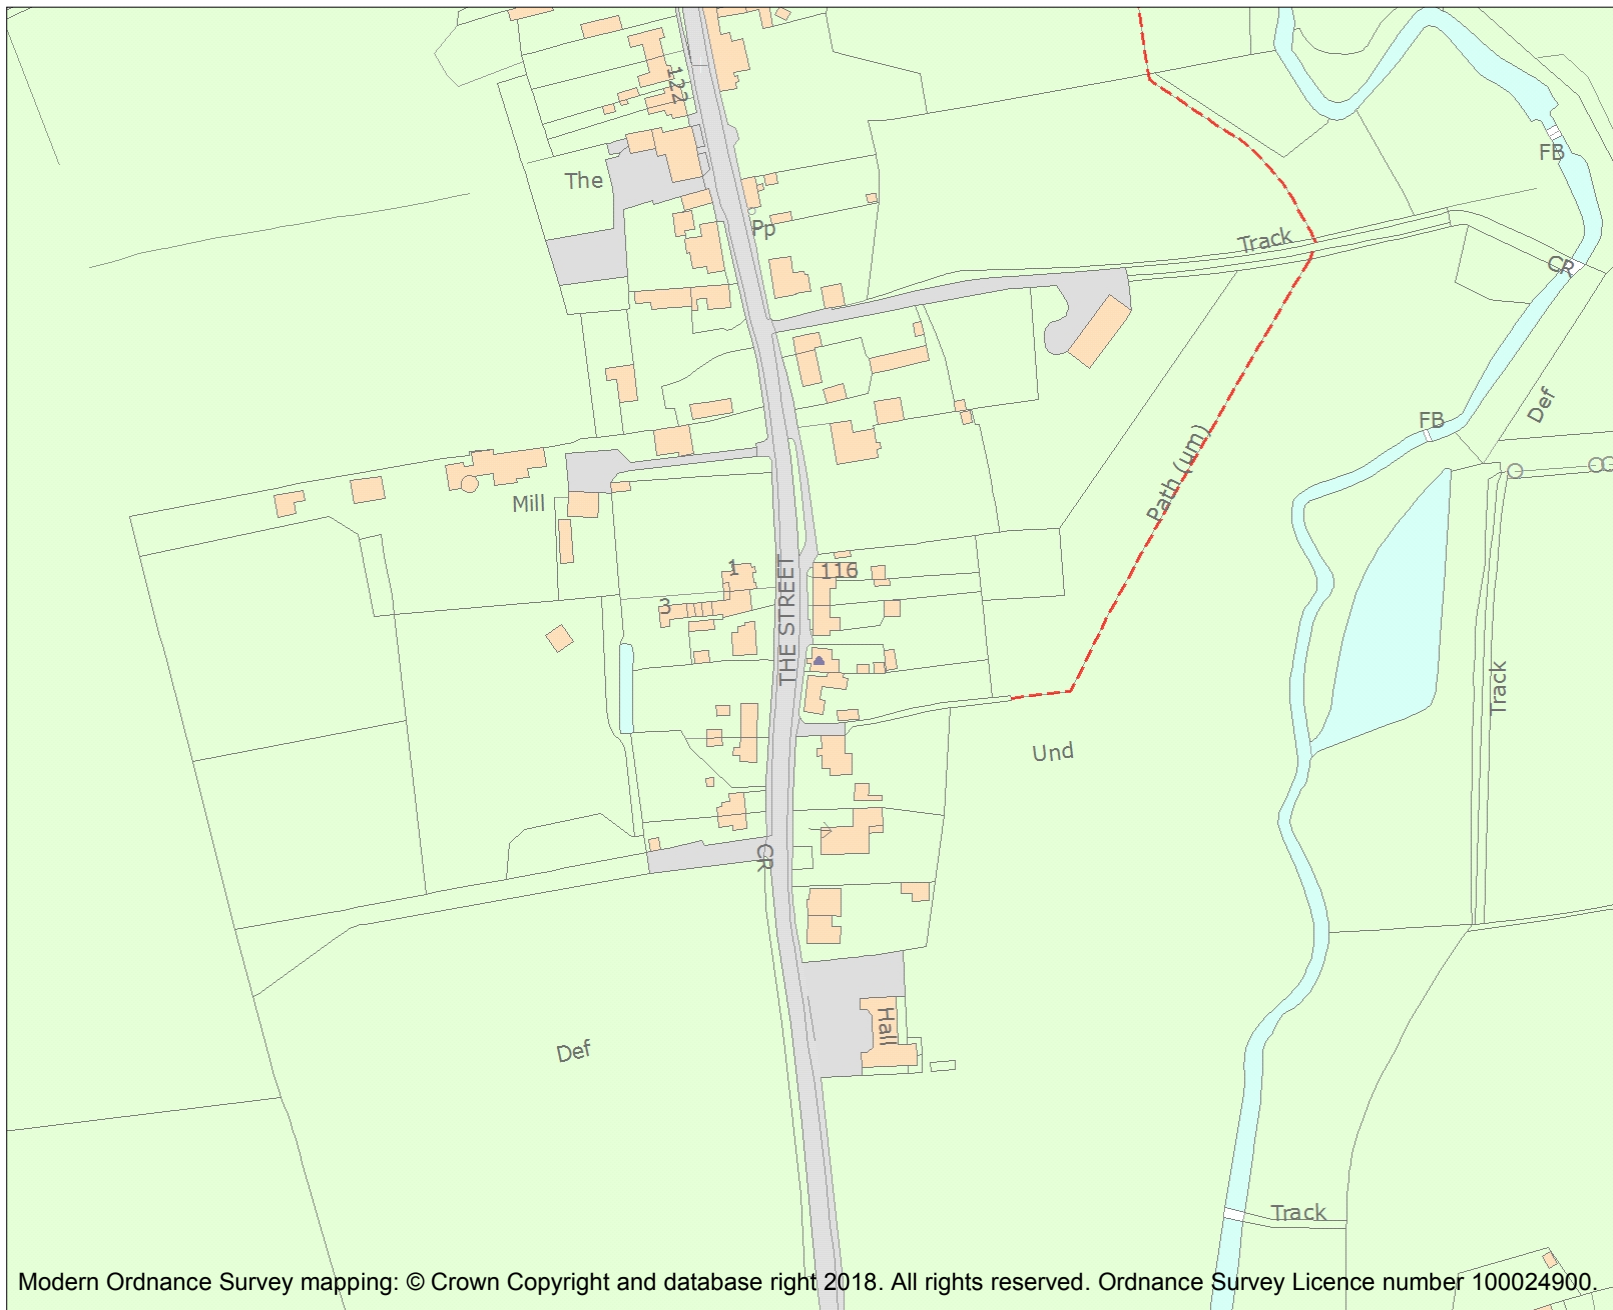 122
FB
The
Pp
Track
CR
Def
FB
Path (um)
Mill
1
116
3
THE STREET
Track
Und
CR
Hall
Def
Track
Modern Ordnance Survey mapping: © Crown Copyright and database right 2018. All rights reserved. Ordnance Survey Licence number 100024900.